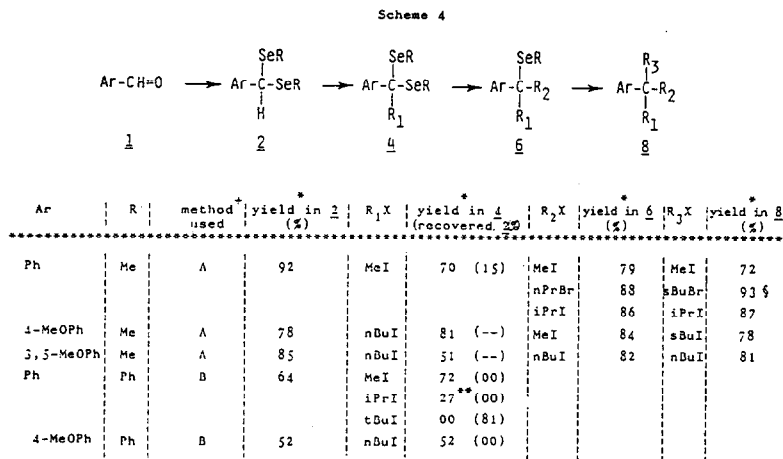 Scheme 4
SeR SeR SeR R3
Ar-CH=O → Ar-C-SeR → Ar-C-SeR → Ar-C-R2 → Ar-C-R2
H R1 R1 R1
1 2 4 6 8
* * * *
Ar R method+ yield in 2 R1X yield in 4 R2X yield in 6 R3X yield in 8
used (%) (recovered, 2%) (%) (%)
Ph Me A 92 MeI 70 (15) MeI 79 MeI 72
nPrBr 88 sBuBr 93 §
iPrI 86 iPrI 87
4-MeOPh Me A 78 nBuI 81 (--) MeI 84 sBuI 78
3,5-MeOPh Me A 85 nBuI 51 (--) nBuI 82 nBuI 81
Ph Ph B 64 MeI 72 (00)
iPrI 27** (00)
tBuI 00 (81)
4-MeOPh Ph B 52 nBuI 52 (00)